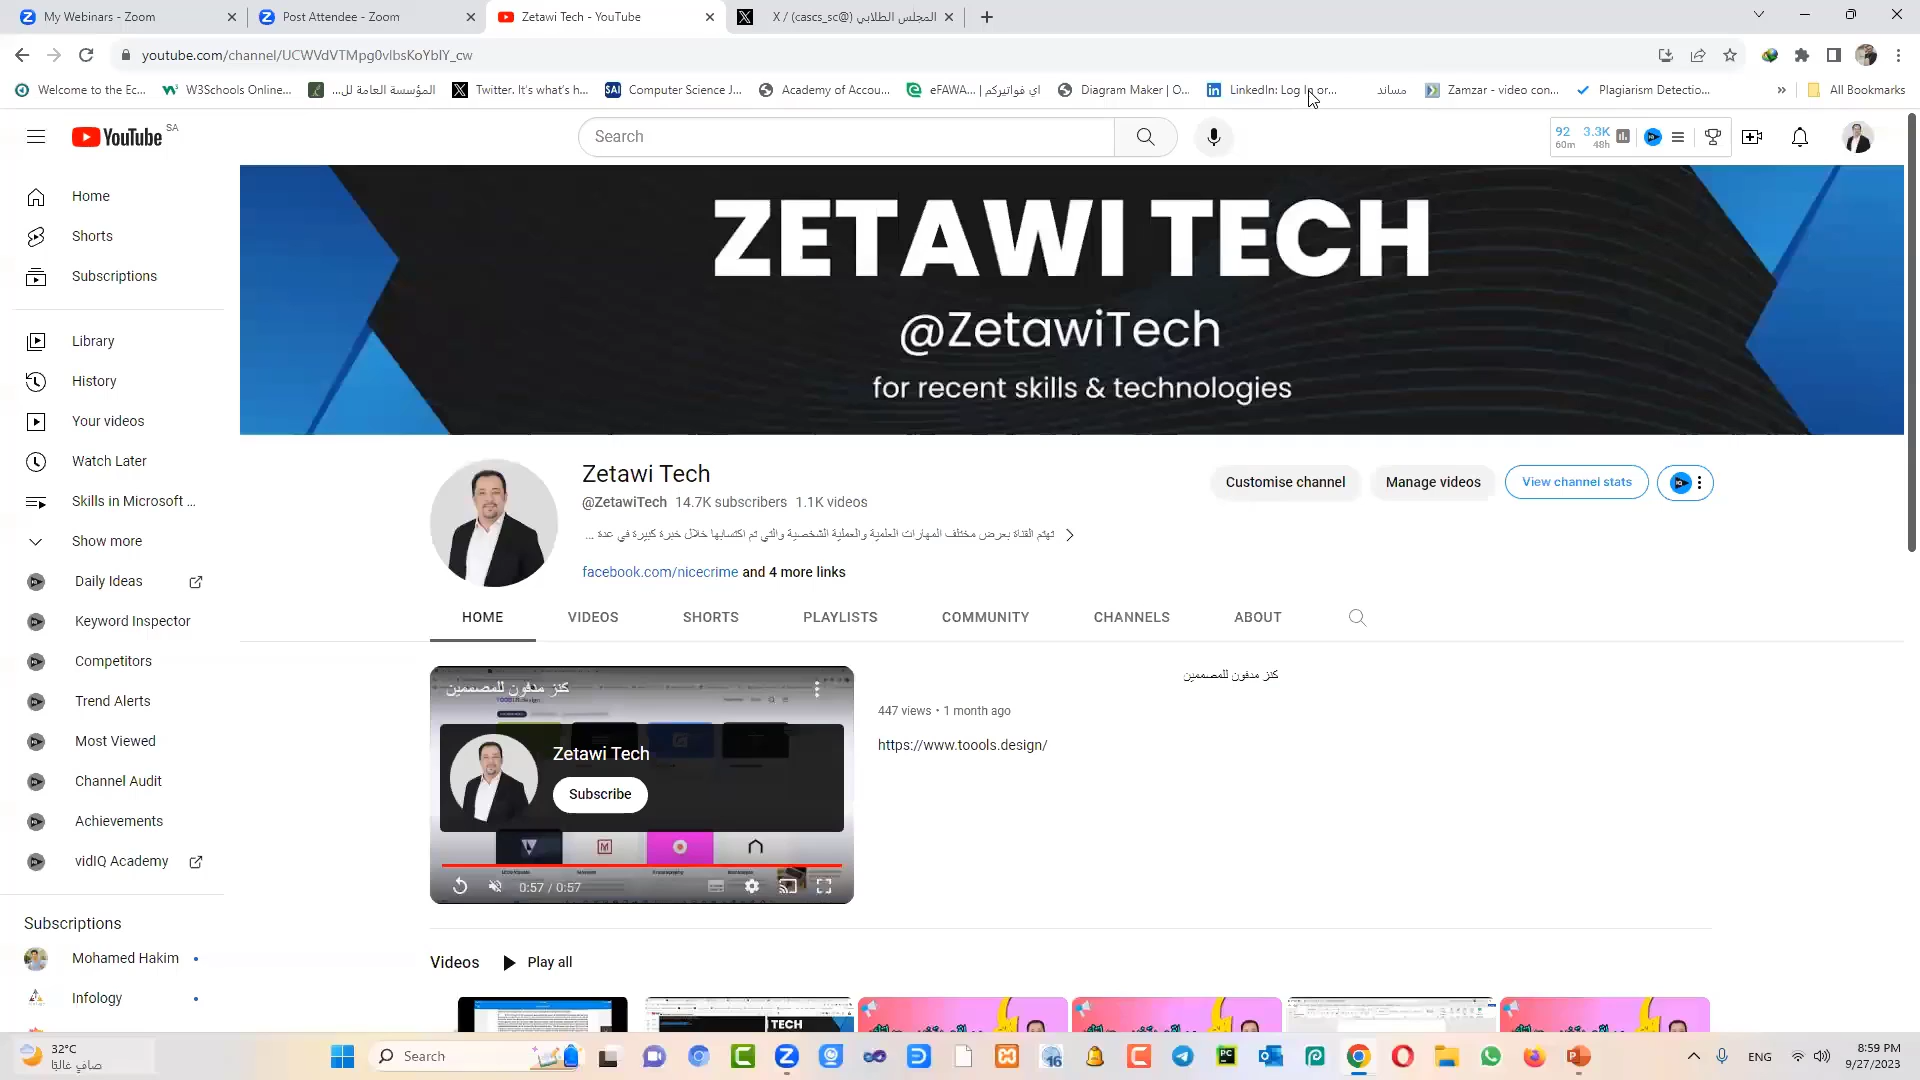 My Webinars - Zoom
Post Attendee - Zoom
Zetawi Tech - YouTube
المجلس الطلابي (@cascs_sc) / X
youtube.com/channel/UCWVdVTMpg0vlbsKoYblY_cw
Welcome to the Ec...
W3Schools Online...
المؤسسة العامة لل...
Twitter. It's what's h...
Computer Science J...
Academy of Accou...
eFAWA... | اي فواتيركم
Diagram Maker | O...
LinkedIn: Log In or...
مساند
Zamzar - video con...
Plagiarism Detectio...
»
All Bookmarks
YouTube SA
Search
92 60m
3.3K 48h
Home
Shorts
Subscriptions
Library
History
Your videos
Watch Later
Skills in Microsoft ...
Show more
Daily Ideas
Keyword Inspector
Competitors
Trend Alerts
Most Viewed
Channel Audit
Achievements
vidIQ Academy
Subscriptions
Mohamed Hakim
Infology
ZETAWI TECH
@ZetawiTech
for recent skills & technologies
Zetawi Tech
@ZetawiTech 14.7K subscribers 1.1K videos
تهتم القناة بعرض مختلف المهارات العلمية والعملية الشخصية والتي تم اكتسابها خلال خبرة كبيرة في عدة ...
facebook.com/nicecrime and 4 more links
Customise channel
Manage videos
View channel stats
HOME
VIDEOS
SHORTS
PLAYLISTS
COMMUNITY
CHANNELS
ABOUT
كنز مدفون للمصممين
Zetawi Tech
Subscribe
0:57 / 0:57
كنز مدفون للمصممين
447 views • 1 month ago
https://www.toools.design/
Videos
Play all
TECH
32°C
صافٍ غالبًا
Search
16
ENG
8:59 PM
9/27/2023